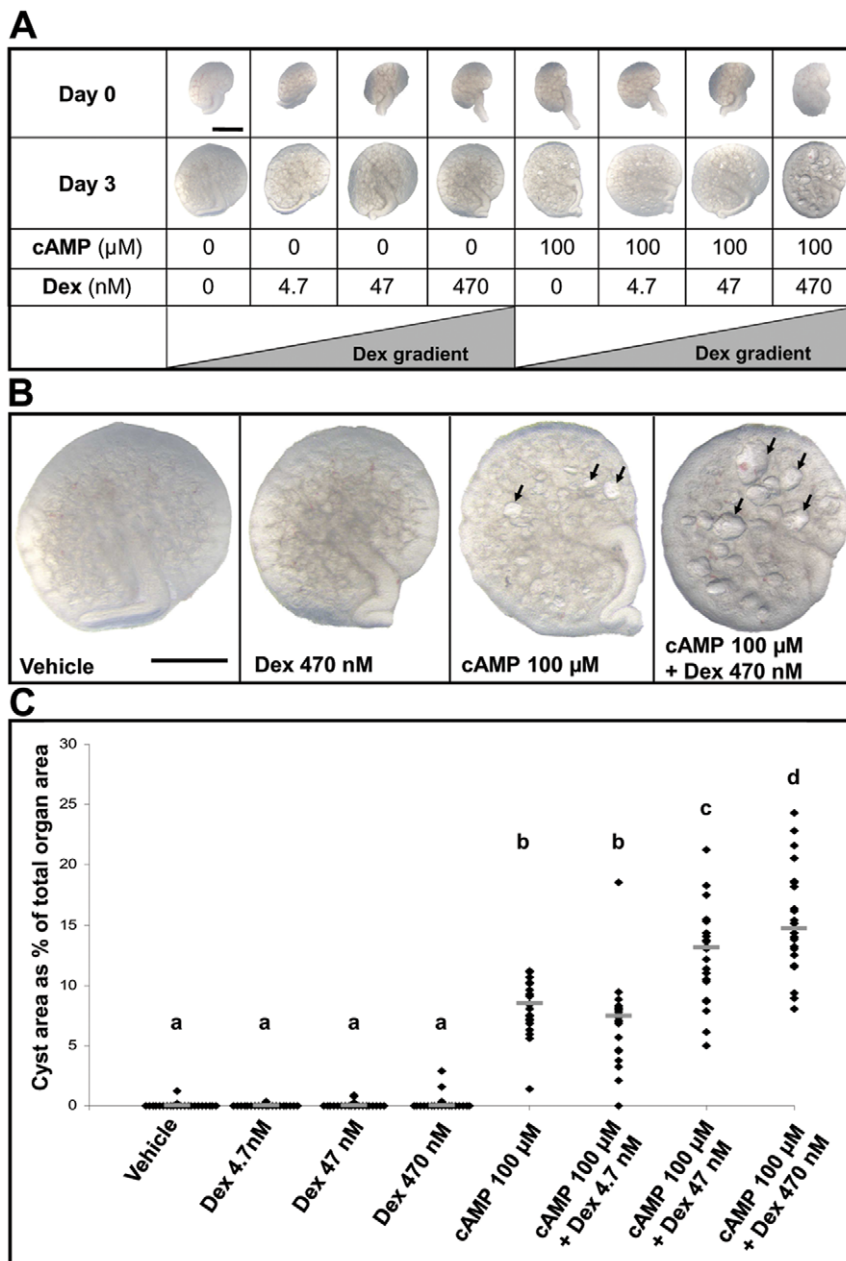 A
Day 0
Day 3
cAMP (µM) 0 0 0 0 100 100 100 100
Dex (nM) 0 4.7 47 470 0 4.7 47 470
Dex gradient Dex gradient
B
Vehicle
Dex 470 nM
cAMP 100 µM
cAMP 100 µM
+ Dex 470 nM
C
Cyst area as % of total organ area
30
25
20
15
10
5
0
a a a a b b c d
Vehicle
Dex 4.7nM
Dex 47 nM
Dex 470 nM
cAMP 100 µM
cAMP 100 µM
+ Dex 4.7 nM
cAMP 100 µM
+ Dex 47 nM
cAMP 100 µM
+ Dex 470 nM